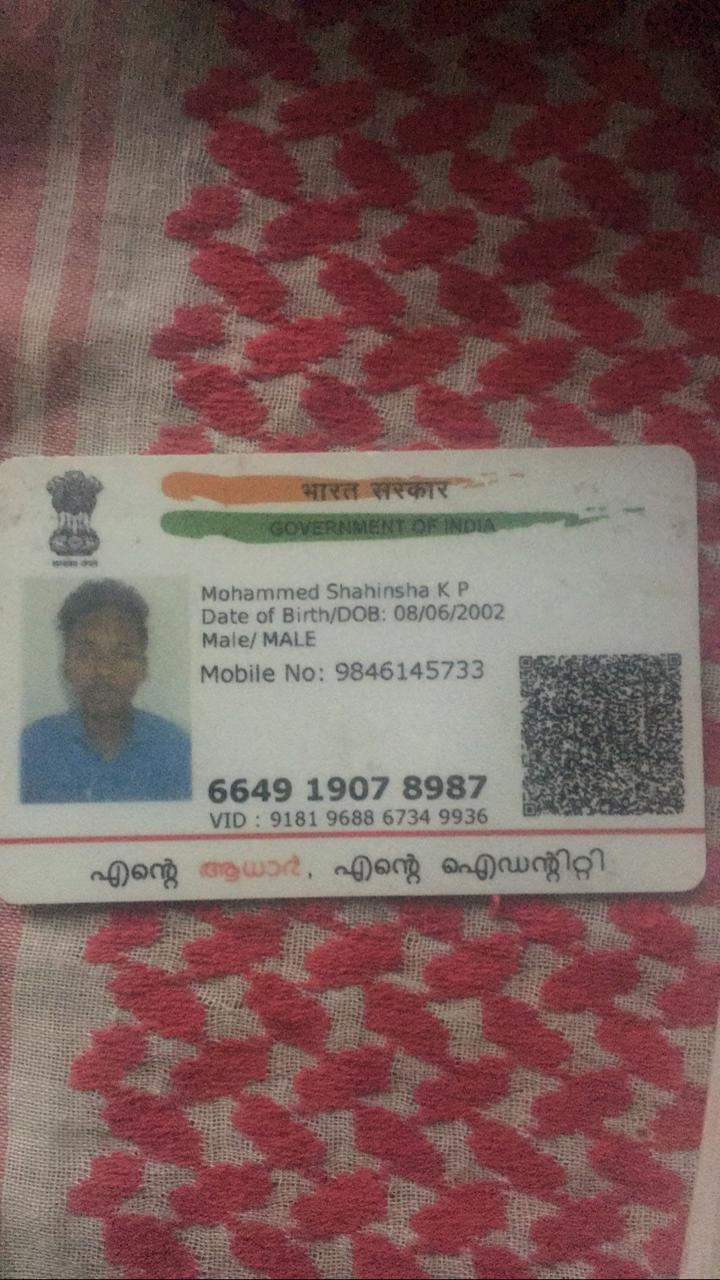 भारत सरकार
GOVERNMENT OF INDIA
Mohammed Shahinsha K P
Date of Birth/DOB: 08/06/2002
Male/ MALE
Mobile No: 9846145733
6649 1907 8987
VID : 9181 9688 6734 9936
എന്റെ ആധാർ, എന്റെ ഐഡന്റിറ്റി